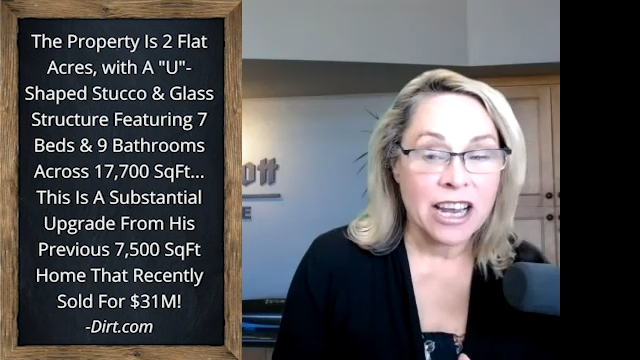 The Property Is 2 Flat
Acres, with A "U"-
Shaped Stucco & Glass
Structure Featuring 7
Beds & 9 Bathrooms
Across 17,700 SqFt...
This Is A Substantial
Upgrade From His
Previous 7,500 SqFt
Home That Recently
Sold For $31M!
-Dirt.com